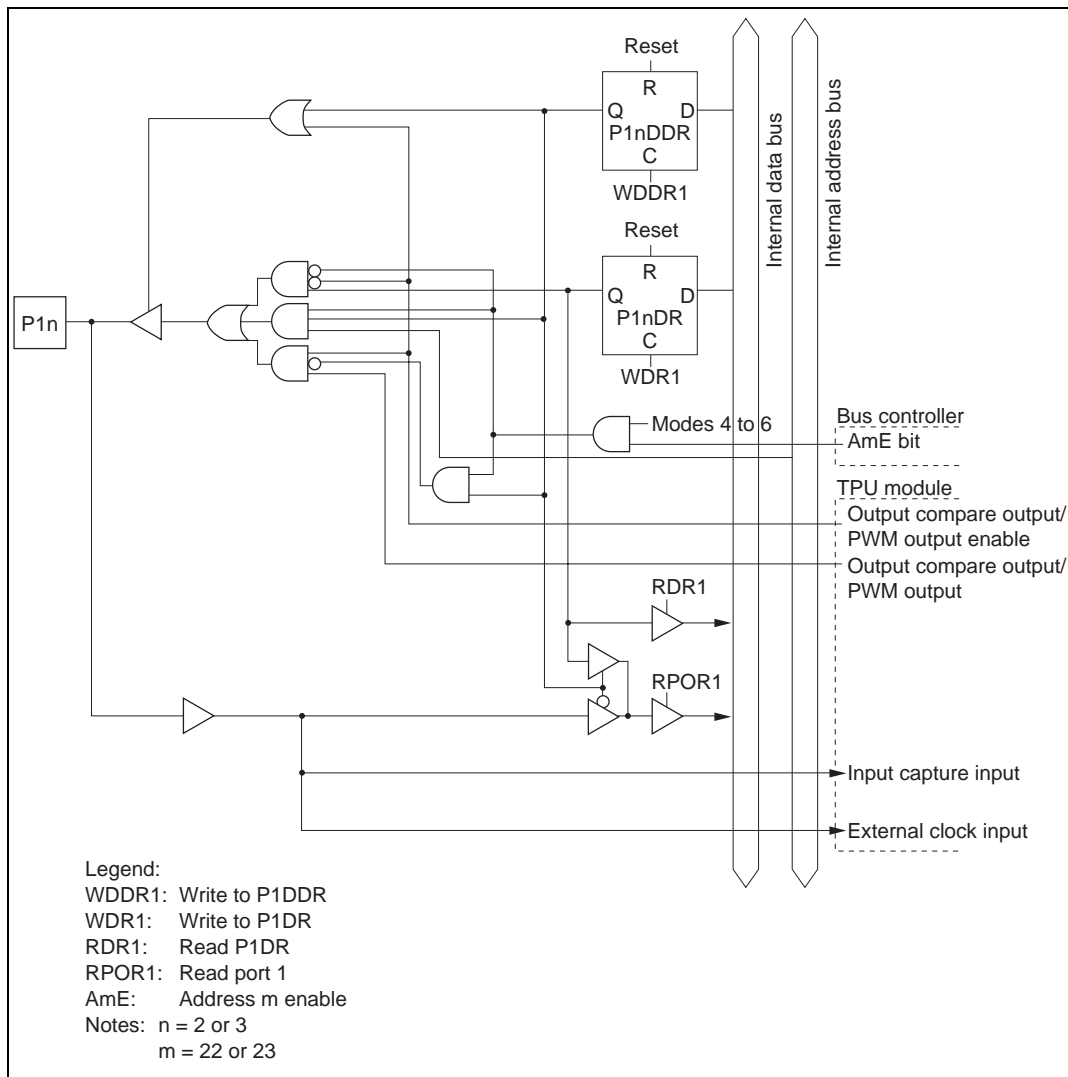 Reset
R
Q D
P1nDDR
C
WDDR1
Reset
R
Q D
P1nDR
C
WDR1
P1n
Internal data bus
Internal address bus
Modes 4 to 6
Bus controller
AmE bit
TPU module
Output compare output/
PWM output enable
Output compare output/
PWM output
RDR1
RPOR1
Input capture input
External clock input
Legend:
WDDR1: Write to P1DDR
WDR1: Write to P1DR
RDR1: Read P1DR
RPOR1: Read port 1
AmE: Address m enable
Notes: n = 2 or 3
m = 22 or 23